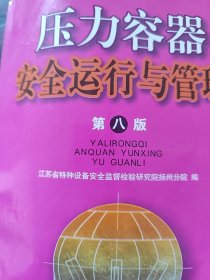 压力容器
安全运行与管理
第八版
YALIRONGQI
ANQUAN YUNXING
YU GUANLI
江苏省特种设备安全监督检验研究院扬州分院 编